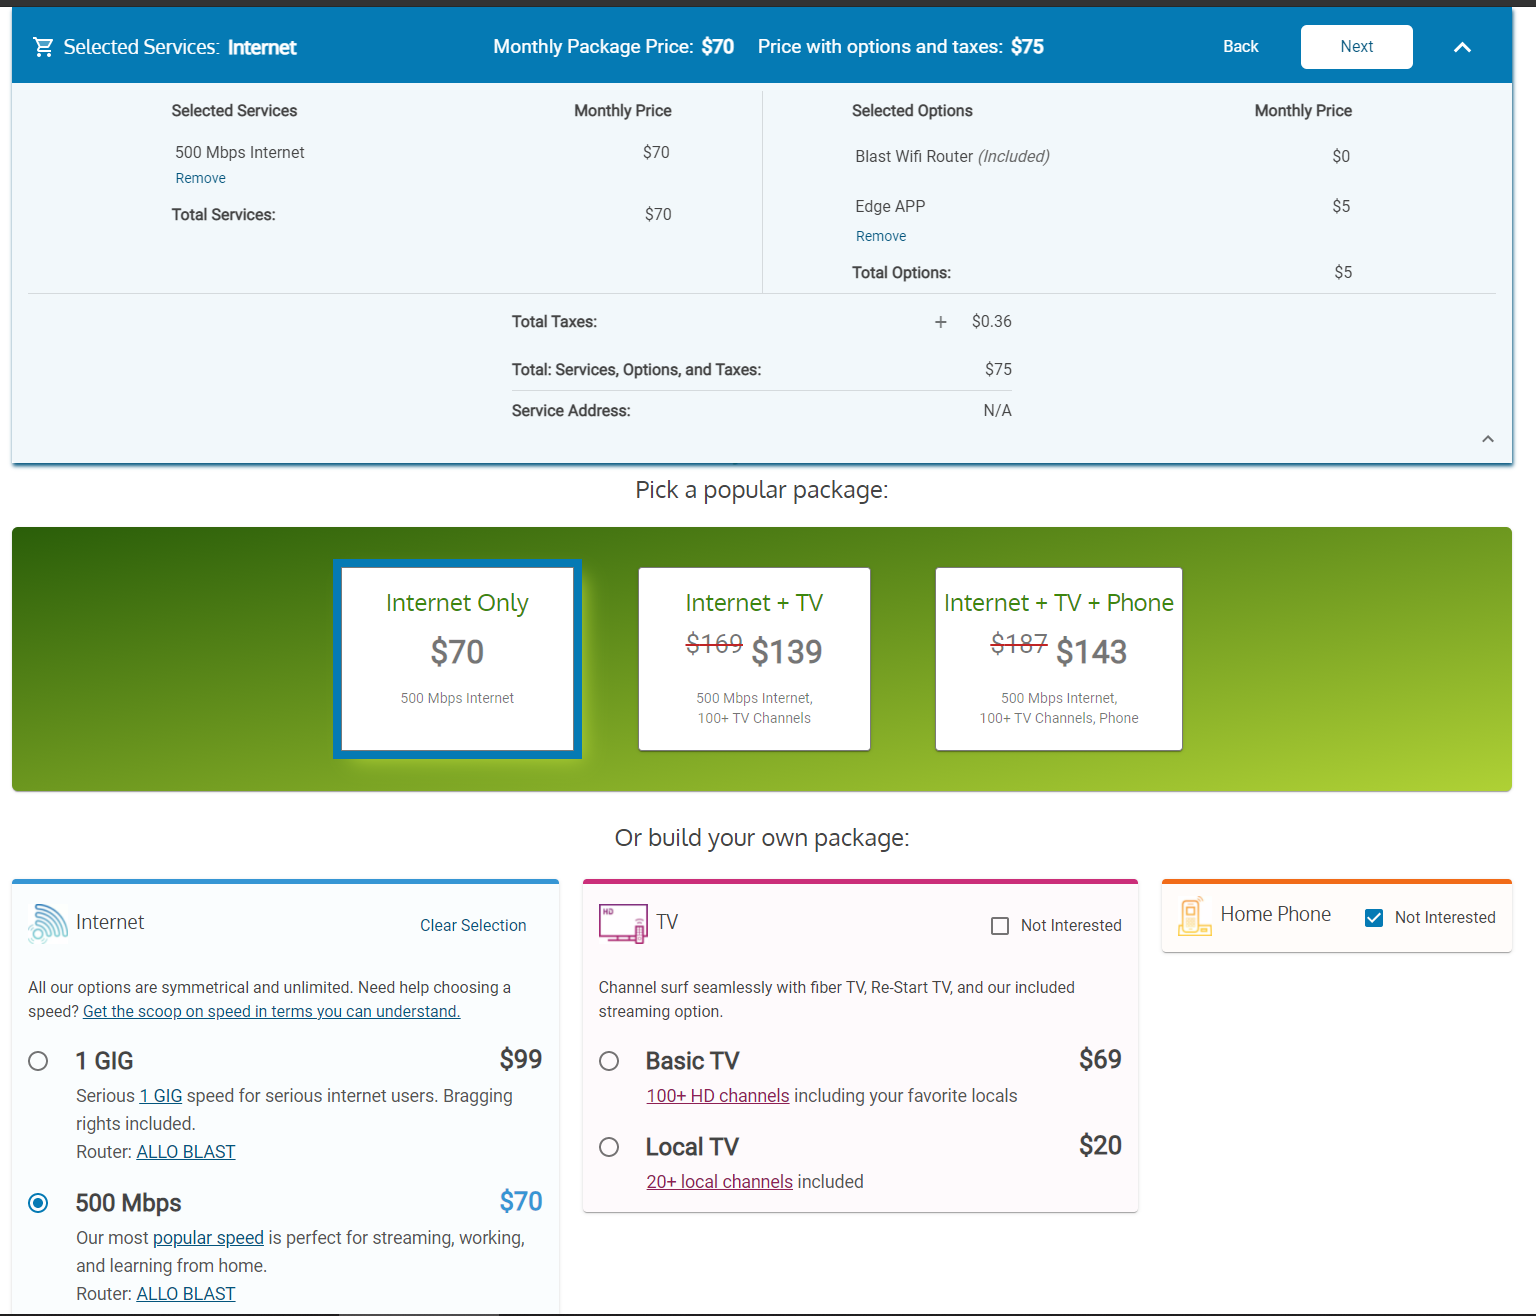 Selected Services: Internet
Monthly Package Price: $70
Price with options and taxes: $75
Back
Next
Selected Services
Monthly Price
500 Mbps Internet
$70
Remove
Total Services:
$70
Selected Options
Monthly Price
Blast Wifi Router (Included)
$0
Edge APP
$5
Remove
Total Options:
$5
Total Taxes:
+ $0.36
Total: Services, Options, and Taxes:
$75
Service Address:
N/A
Pick a popular package:
Internet Only
$70
500 Mbps Internet
Internet + TV
$169 $139
500 Mbps Internet,
100+ TV Channels
Internet + TV + Phone
$187 $143
500 Mbps Internet,
100+ TV Channels, Phone
Or build your own package:
Internet
Clear Selection
All our options are symmetrical and unlimited. Need help choosing a
speed? Get the scoop on speed in terms you can understand.
1 GIG
$99
Serious 1 GIG speed for serious internet users. Bragging
rights included.
Router: ALLO BLAST
500 Mbps
$70
Our most popular speed is perfect for streaming, working,
and learning from home.
Router: ALLO BLAST
HD
TV
Not Interested
Channel surf seamlessly with fiber TV, Re-Start TV, and our included
streaming option.
Basic TV
$69
100+ HD channels including your favorite locals
Local TV
$20
20+ local channels included
Home Phone
Not Interested